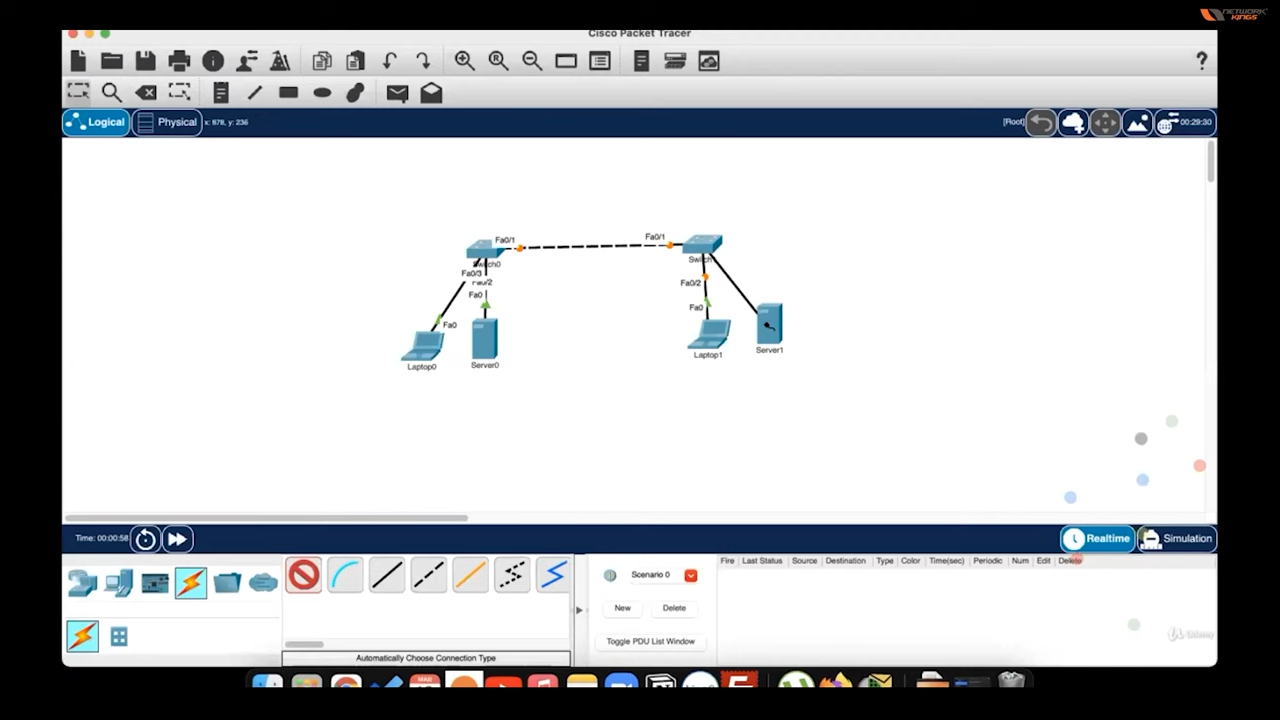 NETWORK
KINGS
Cisco Packet Tracer
?
Logical
Physical
x: 978, y: 236
[Root]
00:29:30
Fa0/1
Fa0/1
Switch0
Fa0/3
Fa0/2
Fa0
Fa0
Laptop0
Server0
Fa0/2
Fa0
Laptop1
Server1
Time: 00:00:58
Realtime
Simulation
Scenario 0
New
Delete
Toggle PDU List Window
Fire
Last Status
Source
Destination
Type
Color
Time(sec)
Periodic
Num
Edit
Delete
Automatically Choose Connection Type
Udemy